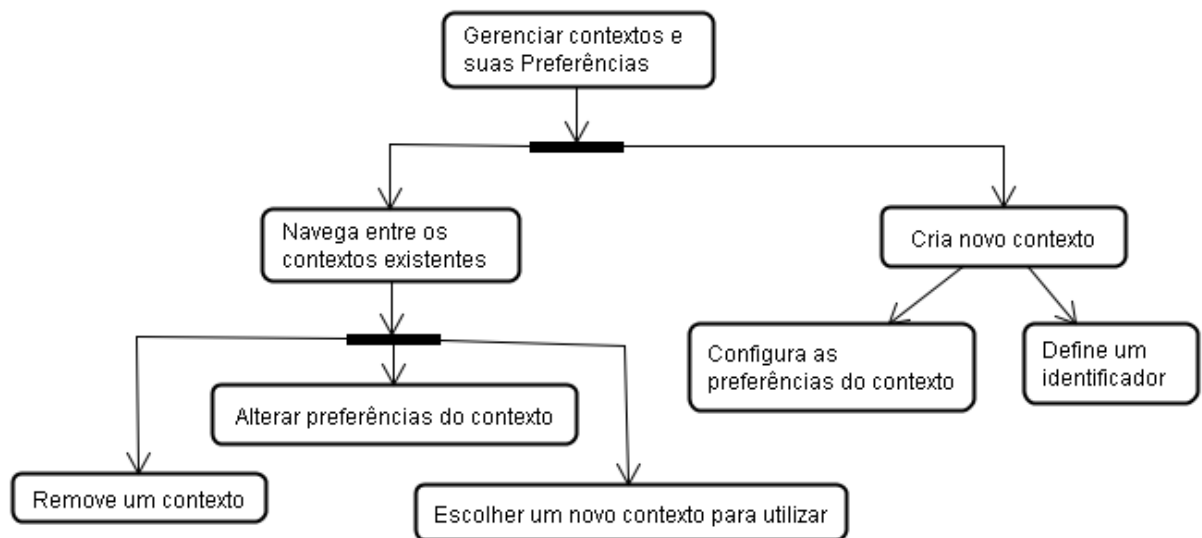 Gerenciar contextos e
suas Preferências
Navega entre os
contextos existentes
Cria novo contexto
Configura as
preferências do contexto
Define um
identificador
Alterar preferências do contexto
Remove um contexto
Escolher um novo contexto para utilizar